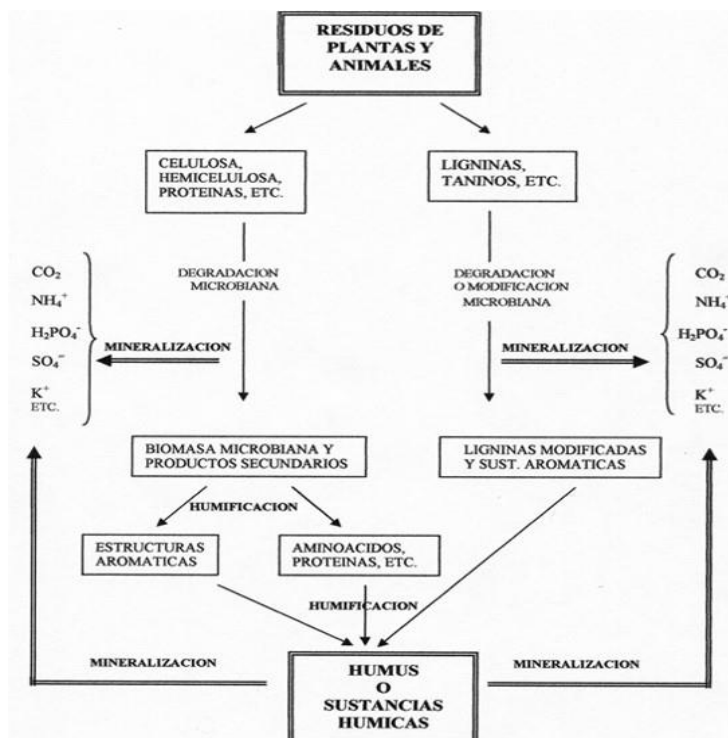 RESIDUOS DE
PLANTAS Y
ANIMALES
CELULOSA,
HEMICELULOSA,
PROTEINAS, ETC.
LIGNINAS,
TANINOS, ETC.
DEGRADACION
MICROBIANA
DEGRADACION
O MODIFICACION
MICROBIANA
CO₂
NH₄⁺
H₂PO₄⁻
SO₄⁼
K⁺
ETC.
MINERALIZACION
MINERALIZACION
CO₂
NH₄⁺
H₂PO₄⁻
SO₄⁼
K⁺
ETC.
BIOMASA MICROBIANA Y
PRODUCTOS SECUNDARIOS
LIGNINAS MODIFICADAS
Y SUST. AROMATICAS
HUMIFICACION
ESTRUCTURAS
AROMATICAS
AMINOACIDOS,
PROTEINAS, ETC.
HUMIFICACION
MINERALIZACION
HUMUS
O
SUSTANCIAS
HUMICAS
MINERALIZACION